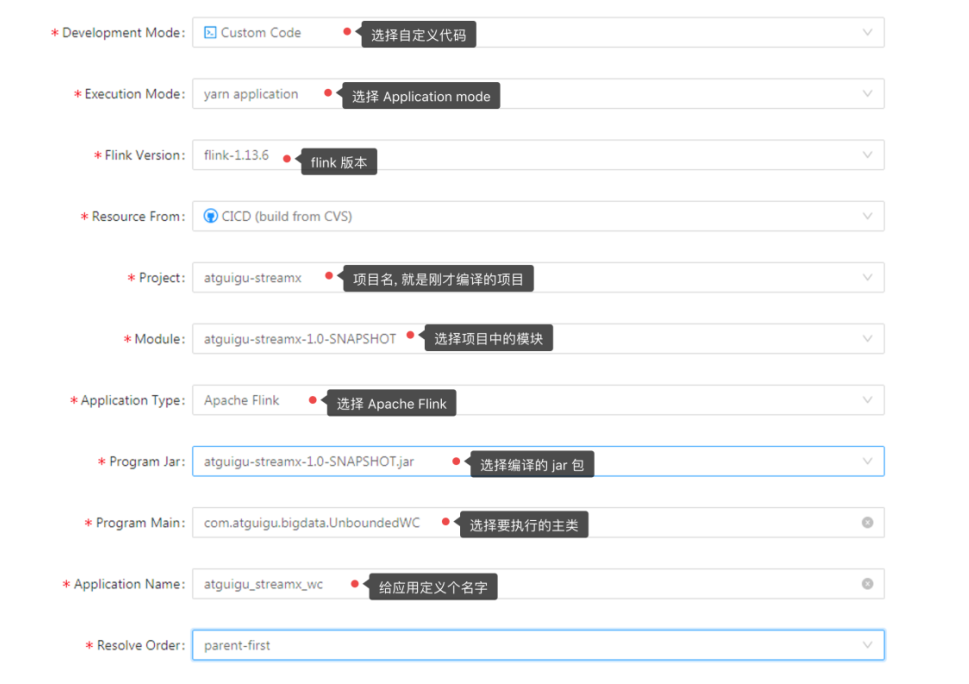 * Development Mode: Custom Code 选择自定义代码
* Execution Mode: yarn application 选择 Application mode
* Flink Version: flink-1.13.6 flink 版本
* Resource From: CICD (build from CVS)
* Project: atguigu-streamx 项目名, 就是刚才编译的项目
* Module: atguigu-streamx-1.0-SNAPSHOT 选择项目中的模块
* Application Type: Apache Flink 选择 Apache Flink
* Program Jar: atguigu-streamx-1.0-SNAPSHOT.jar 选择编译的 jar 包
* Program Main: com.atguigu.bigdata.UnboundedWC 选择要执行的主类
* Application Name: atguigu_streamx_wc 给应用定义个名字
* Resolve Order: parent-first